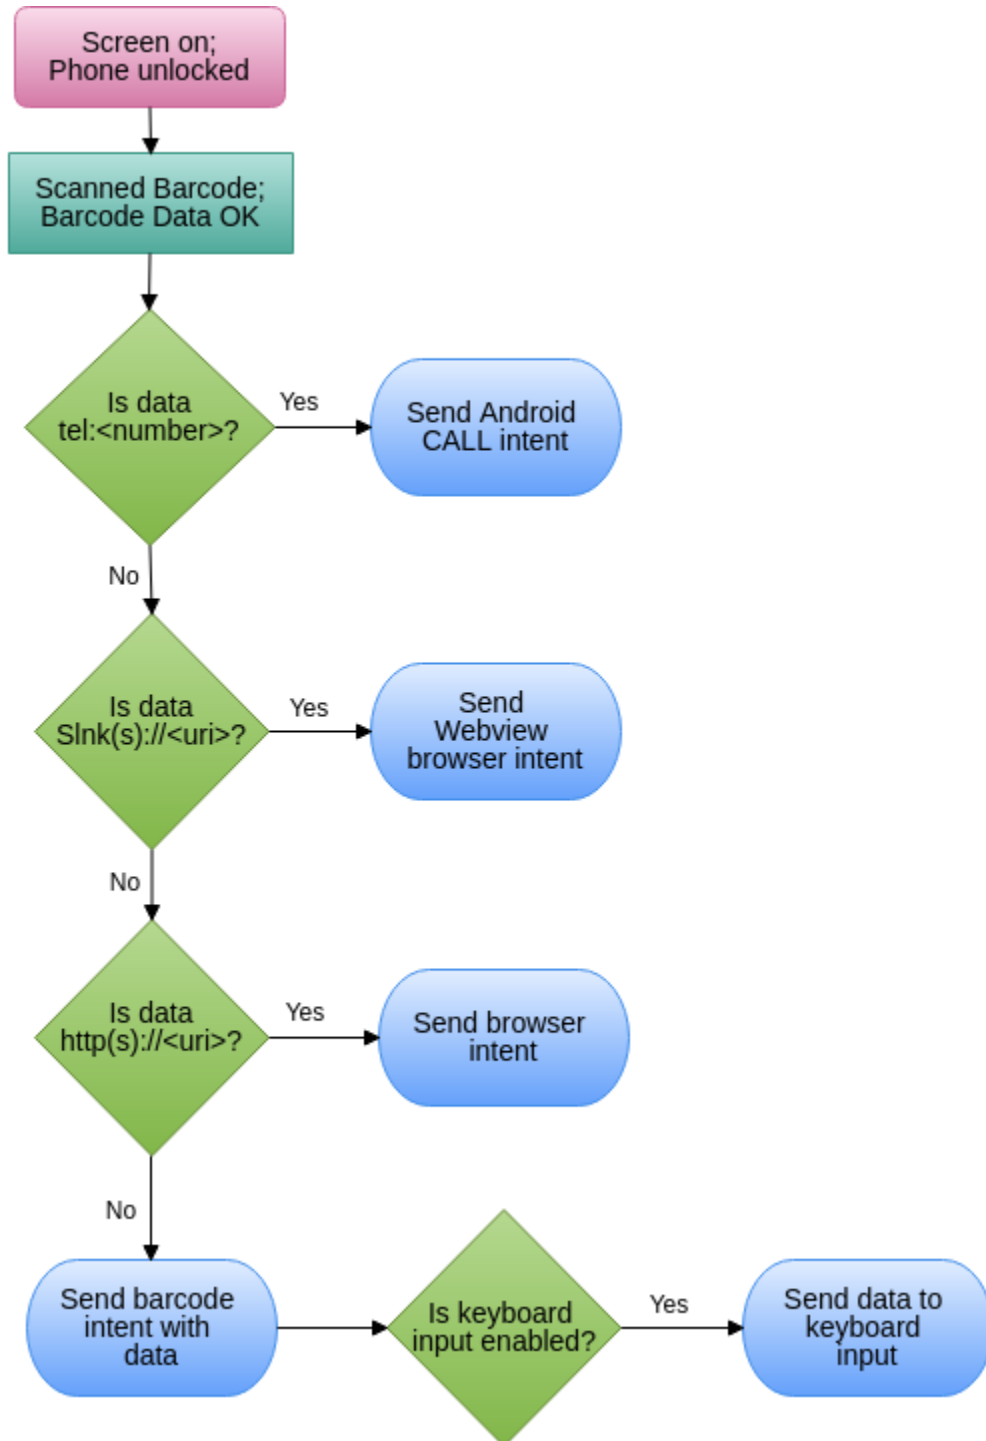 Screen on;
Phone unlocked
Scanned Barcode;
Barcode Data OK
Is data
tel:<number>?
Yes
Send Android
CALL intent
No
Is data
Slnk(s)://<uri>?
Yes
Send
Webview
browser intent
No
Is data
http(s)://<uri>?
Yes
Send browser
intent
No
Send barcode
intent with
data
Is keyboard
input enabled?
Yes
Send data to
keyboard
input